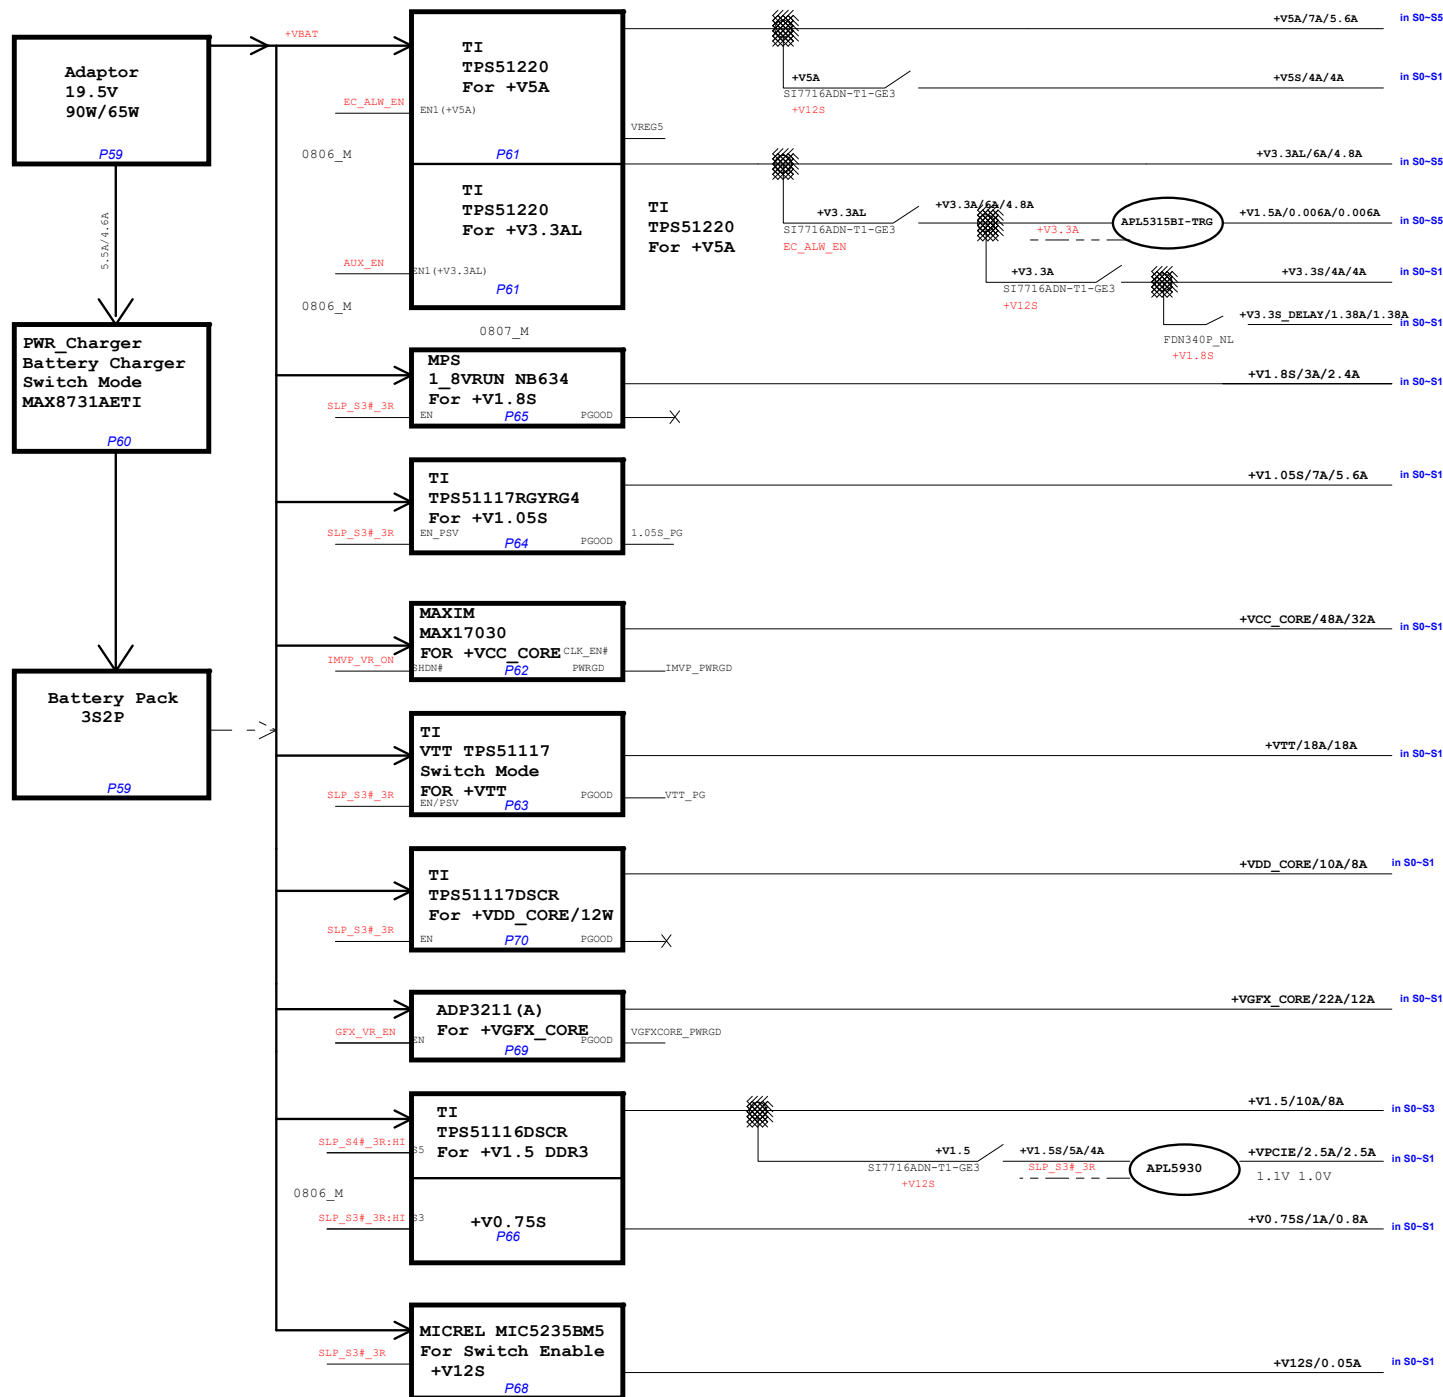 Adaptor
19.5V
90W/65W
P59
5.5A/4.6A
PWR_Charger
Battery Charger
Switch Mode
MAX8731AETI
P60
Battery Pack
3S2P
P59
+VBAT
TI
TPS51220
For +V5A
EC_ALW_EN
EN1(+V5A)
VREG5
0806_M
P61
TI
TPS51220
For +V3.3AL
AUX_EN
EN1(+V3.3AL)
P61
0806_M
0807_M
TI
TPS51220
For +V5A
+V5A/7A/5.6A
in S0~S5
+V5A
SI7716ADN-T1-GE3
+V12S
+V5S/4A/4A
in S0~S1
+V3.3AL/6A/4.8A
in S0~S5
+V3.3AL
SI7716ADN-T1-GE3
EC_ALW_EN
+V3.3A/6A/4.8A
+V3.3A
APL5315BI-TRG
+V1.5A/0.006A/0.006A
in S0~S5
+V3.3A
SI7716ADN-T1-GE3
+V12S
+V3.3S/4A/4A
in S0~S1
+V3.3S_DELAY/1.38A/1.38A
in S0~S1
FDN340P_NL
+V1.8S
MPS
1_8VRUN NB634
For +V1.8S
SLP_S3#_3R
EN
P65
PGOOD
+V1.8S/3A/2.4A
in S0~S1
TI
TPS51117RGYRG4
For +V1.05S
SLP_S3#_3R
EN_PSV
P64
PGOOD
1.05S_PG
+V1.05S/7A/5.6A
in S0~S1
MAXIM
MAX17030
FOR +VCC_CORE
CLK_EN#
IMVP_VR_ON
SHDN#
P62
PWRGD
IMVP_PWRGD
+VCC_CORE/48A/32A
in S0~S1
TI
VTT TPS51117
Switch Mode
FOR +VTT
SLP_S3#_3R
EN/PSV
P63
PGOOD
VTT_PG
+VTT/18A/18A
in S0~S1
TI
TPS51117DSCR
For +VDD_CORE/12W
SLP_S3#_3R
EN
P70
PGOOD
+VDD_CORE/10A/8A
in S0~S1
ADP3211(A)
For +VGFX_CORE
GFX_VR_EN
EN
P69
PGOOD
VGFXCORE_PWRGD
+VGFX_CORE/22A/12A
in S0~S1
TI
TPS51116DSCR
For +V1.5 DDR3
SLP_S4#_3R:HI
S5
0806_M
SLP_S3#_3R:HI
S3
+V0.75S
P66
+V1.5/10A/8A
in S0~S3
+V1.5
SI7716ADN-T1-GE3
+V12S
+V1.5S/5A/4A
SLP_S3#_3R
APL5930
+VPCIE/2.5A/2.5A
in S0~S1
1.1V 1.0V
+V0.75S/1A/0.8A
in S0~S1
MICREL MIC5235BM5
For Switch Enable
+V12S
SLP_S3#_3R
P68
+V12S/0.05A
in S0~S1